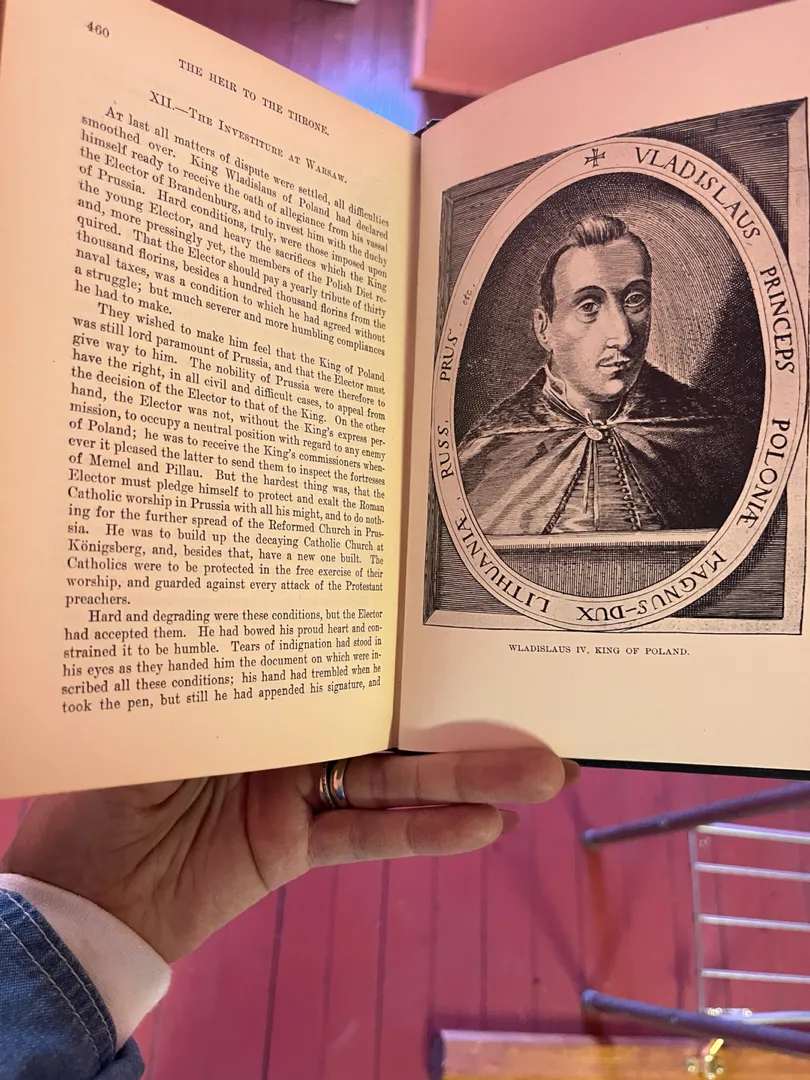 460
THE HEIR TO THE THRONE.
XII.—The Investiture at Warsaw.
At last all matters of dispute were settled, all difficulties
smoothed over. King Wladislaus of Poland had declared
himself ready to receive the oath of allegiance from his vassal
the Elector of Brandenburg, and to invest him with the duchy
of Prussia. Hard conditions, truly, were those imposed upon
the young Elector, and heavy the sacrifices which the King
and, more pressingly yet, the members of the Polish Diet re-
quired. That the Elector should pay a yearly tribute of thirty
thousand florins, besides a hundred thousand florins from the
naval taxes, was a condition to which he had agreed without
a struggle; but much severer and more humbling compliances
he had to make.
They wished to make him feel that the King of Poland
was still lord paramount of Prussia, and that the Elector must
give way to him. The nobility of Prussia were therefore to
have the right, in all civil and difficult cases, to appeal from
the decision of the Elector to that of the King. On the other
hand, the Elector was not, without the King's express per-
mission, to occupy a neutral position with regard to any enemy
of Poland; he was to receive the King's commissioners when-
ever it pleased the latter to send them to inspect the fortresses
of Memel and Pillau. But the hardest thing was, that the
Elector must pledge himself to protect and exalt the Roman
Catholic worship in Prussia with all his might, and to do noth-
ing for the further spread of the Reformed Church in Prus-
sia. He was to build up the decaying Catholic Church at
Königsberg, and, besides that, have a new one built. The
Catholics were to be protected in the free exercise of their
worship, and guarded against every attack of the Protestant
preachers.
Hard and degrading were these conditions, but the Elector
had accepted them. He had bowed his proud heart and con-
strained it to be humble. Tears of indignation had stood in
his eyes as they handed him the document on which were in-
scribed all these conditions; his hand had trembled when he
took the pen, but still he had appended his signature, and
VLADISLAUS PRINCEPS POLONIÆ MAGNUS-DUX LITHUANIÆ, RUSS. PRUS. etc.
WLADISLAUS IV, KING OF POLAND.